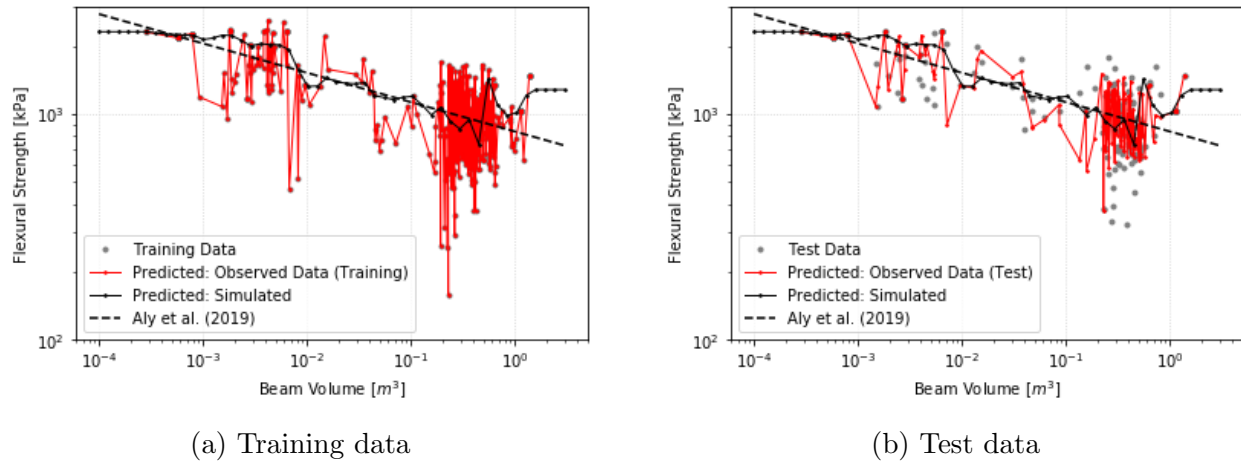 Flexural Strength [kPa]
10^3
10^2
Training Data
Predicted: Observed Data (Training)
Predicted: Simulated
Aly et al. (2019)
10^-4 10^-3 10^-2 10^-1 10^0
Beam Volume [m^3]
(a) Training data
Flexural Strength [kPa]
10^3
10^2
Test Data
Predicted: Observed Data (Test)
Predicted: Simulated
Aly et al. (2019)
10^-4 10^-3 10^-2 10^-1 10^0
Beam Volume [m^3]
(b) Test data